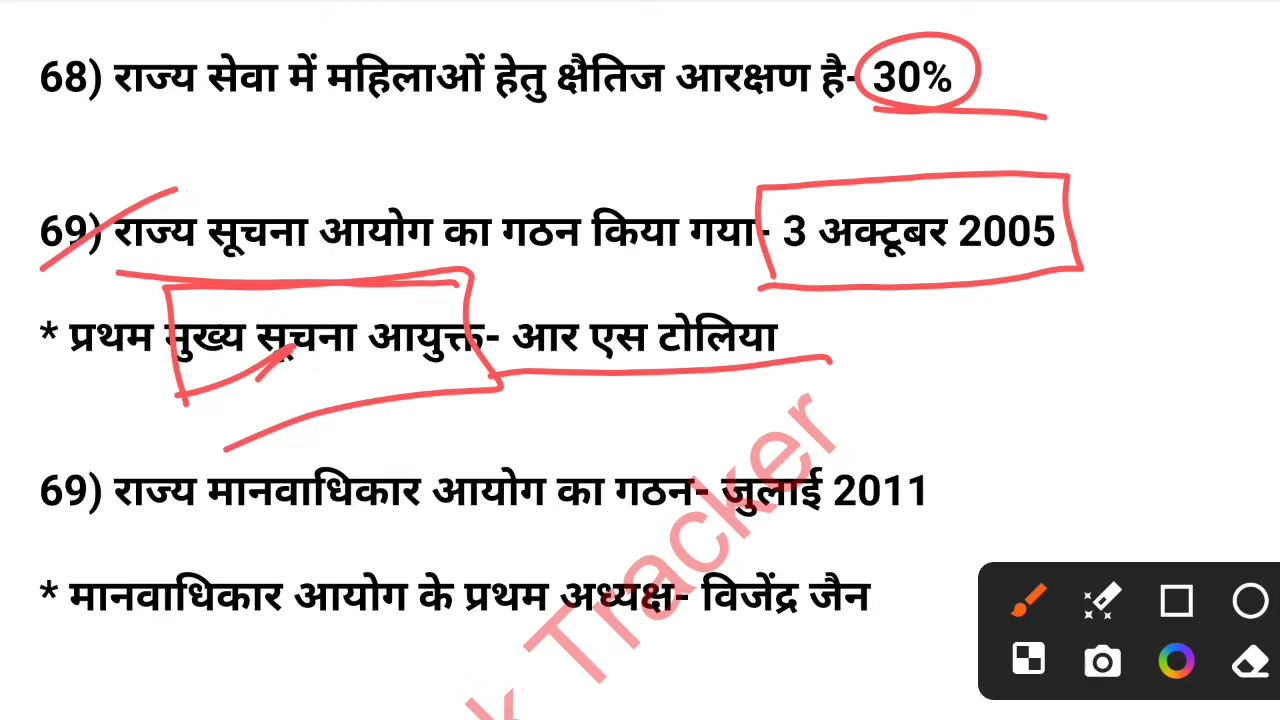 68) राज्य सेवा में महिलाओं हेतु क्षैतिज आरक्षण है- 30%
69) राज्य सूचना आयोग का गठन किया गया- 3 अक्टूबर 2005
* प्रथम मुख्य सूचना आयुक्त- आर एस टोलिया
69) राज्य मानवाधिकार आयोग का गठन- जुलाई 2011
* मानवाधिकार आयोग के प्रथम अध्यक्ष- विजेंद्र जैन
Tracker